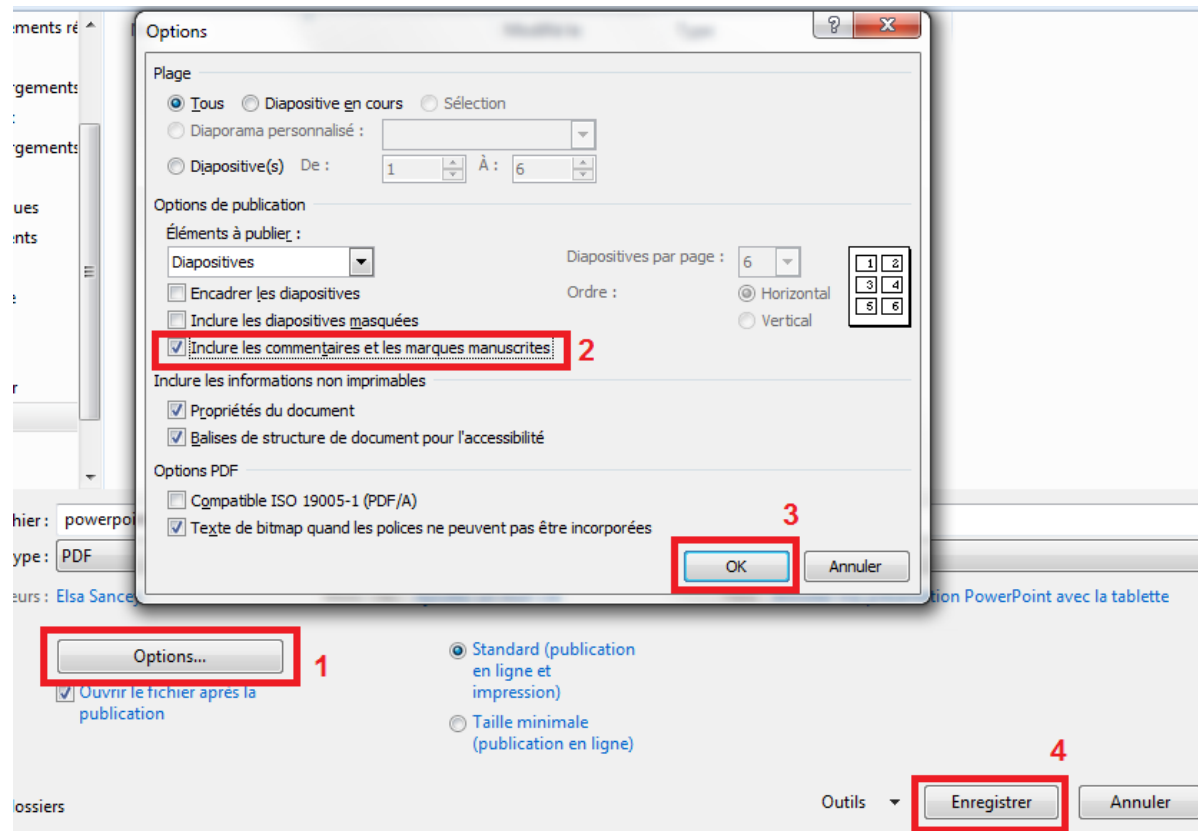 ements ré
Options
Plage
Tous Diapositive en cours Sélection
Diaporama personnalisé :
Diapositive(s) De : 1 À : 6
rgements
rgements
ues
ents
Options de publication
Éléments à publier :
Diapositives
Diapositives par page : 6
Encadrer les diapositives
Ordre : Horizontal
Inclure les diapositives masquées
Vertical
Inclure les commentaires et les marques manuscrites 2
1 2
3 4
5 6
Inclure les informations non imprimables
Propriétés du document
Balises de structure de document pour l'accessibilité
Options PDF
Compatible ISO 19005-1 (PDF/A)
Texte de bitmap quand les polices ne peuvent pas être incorporées
3
OK Annuler
hier : powerpoi
ype : PDF
eurs : Elsa Sance
tion PowerPoint avec la tablette
Options... 1
Ouvrir le fichier après la
publication
Standard (publication
en ligne et
impression)
Taille minimale
(publication en ligne)
4
lossiers
Outils Enregistrer Annuler